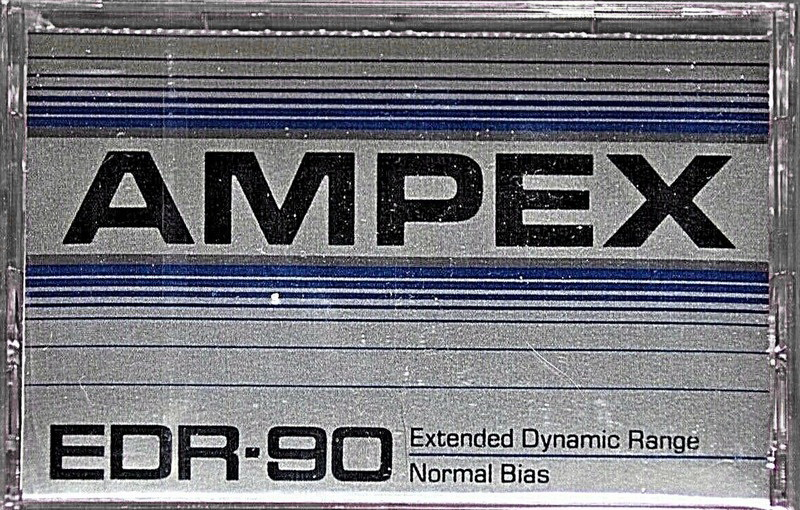 AMPEX
EDR-90
Extended Dynamic Range
Normal Bias